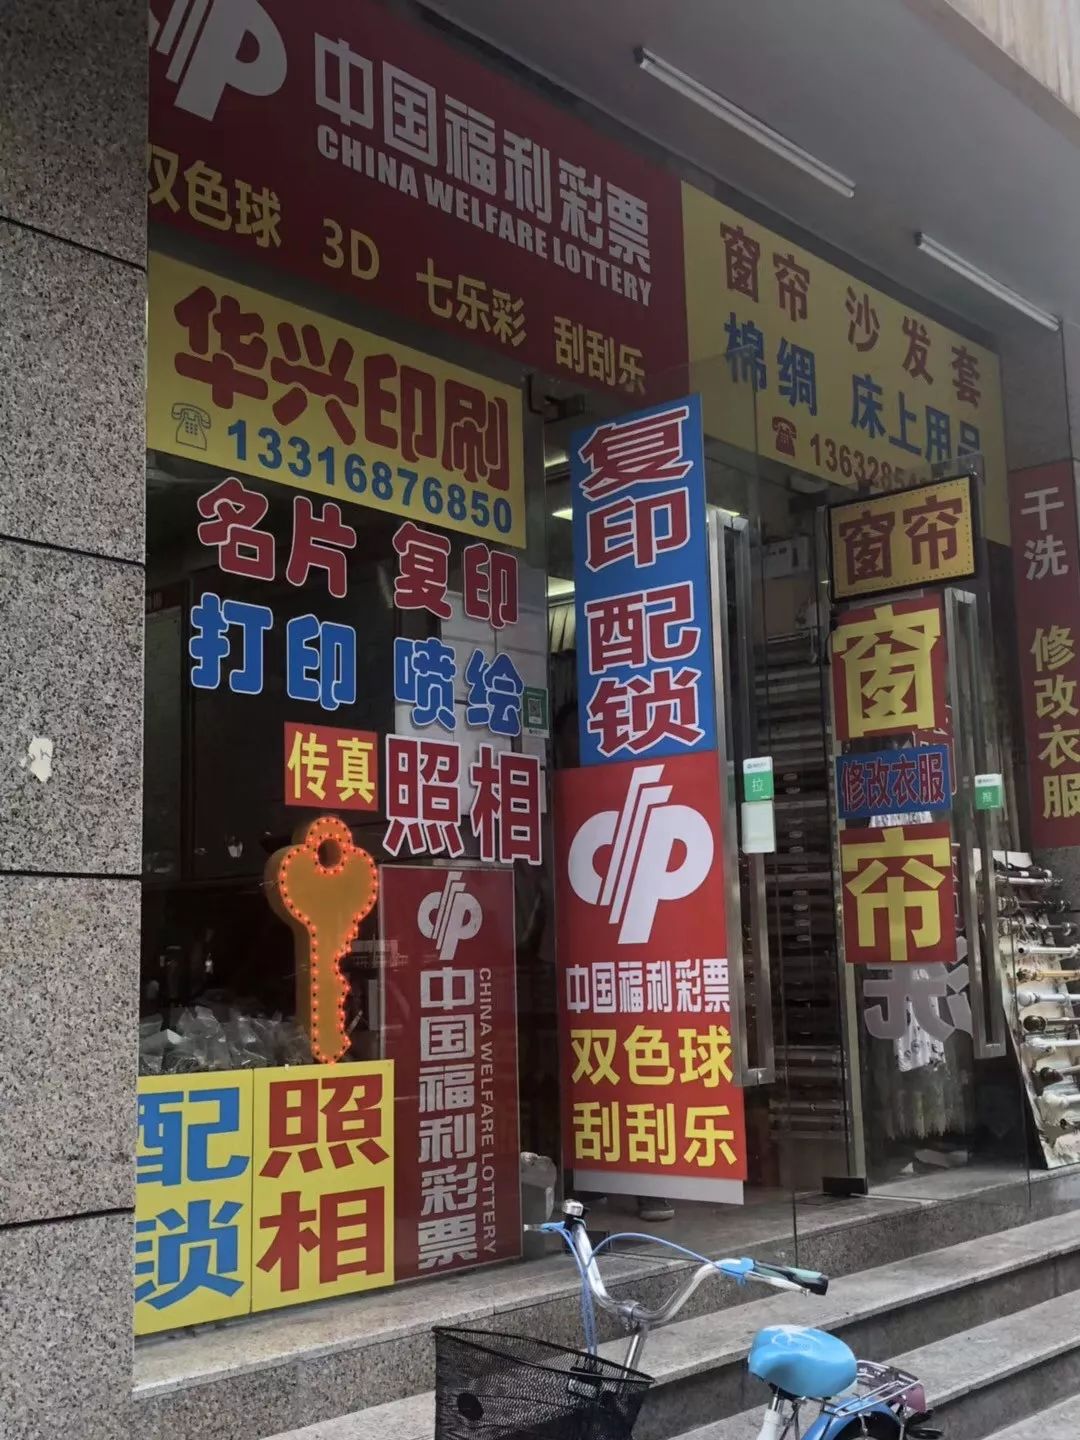 中国福利彩票
CHINA WELFARE LOTTERY
双色球 3D 七乐彩 刮刮乐
华兴印刷
13316876850
名片 复印
打印 喷绘
传真
照相
配锁
照相
中国福利彩票
CHINA WELFARE LOTTERY
复印
配锁
中国福利彩票
双色球
刮刮乐
窗帘 沙发套
棉绸 床上用品
窗帘
窗
修改衣服
帘
拉
推
干洗 修改衣服